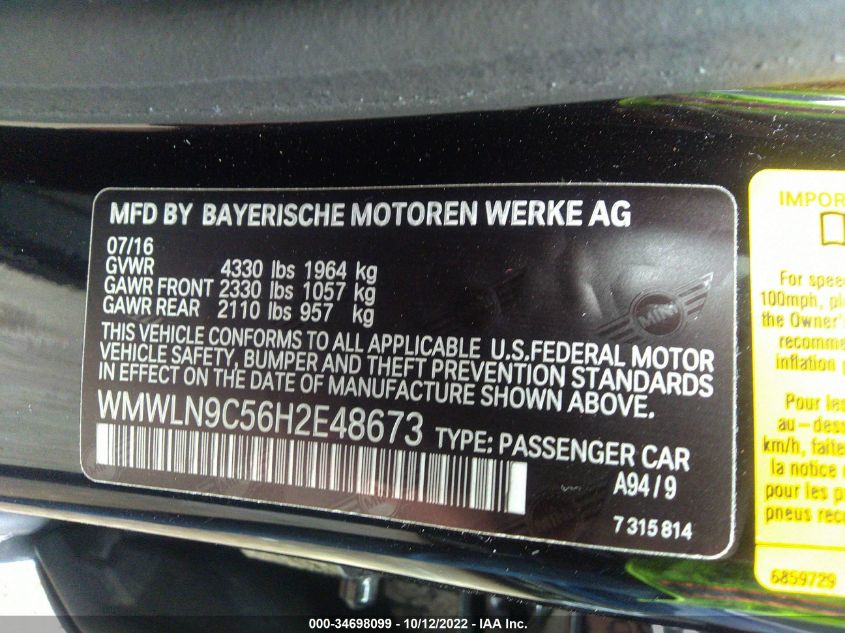 MFD BY BAYERISCHE MOTOREN WERKE AG
07/16
GVWR 4330 lbs 1964 kg
GAWR FRONT 2330 lbs 1057 kg
GAWR REAR 2110 lbs 957 kg
THIS VEHICLE CONFORMS TO ALL APPLICABLE U.S.FEDERAL MOTOR
VEHICLE SAFETY, BUMPER AND THEFT PREVENTION STANDARDS
IN EFFECT ON THE DATE OF MANUFACTURE SHOWN ABOVE.
WMWLN9C56H2E48673 TYPE: PASSENGER CAR
A94/9
7 315 814
MINI
IMPOR
For spee
100mph, pl
the Owner's
recomme
inflation
Pour les
au-dess
km/h, faite
la notice
pour les p
pneus reco
6859729
000-34698099 - 10/12/2022 - IAA Inc.